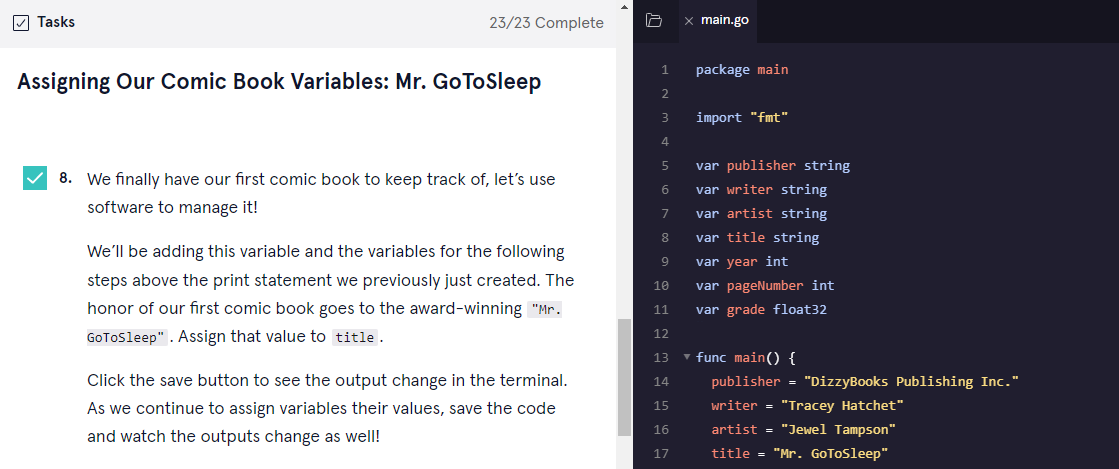 Tasks
23/23 Complete
Assigning Our Comic Book Variables: Mr. GoToSleep
8. We finally have our first comic book to keep track of, let's use
software to manage it!
We'll be adding this variable and the variables for the following
steps above the print statement we previously just created. The
honor of our first comic book goes to the award-winning "Mr.
GoToSleep". Assign that value to title.
Click the save button to see the output change in the terminal.
As we continue to assign variables their values, save the code
and watch the outputs change as well!
main.go
1 package main
2
3 import "fmt"
4
5 var publisher string
6 var writer string
7 var artist string
8 var title string
9 var year int
10 var pageNumber int
11 var grade float32
12
13 func main() {
14 publisher = "DizzyBooks Publishing Inc."
15 writer = "Tracey Hatchet"
16 artist = "Jewel Tampson"
17 title = "Mr. GoToSleep"